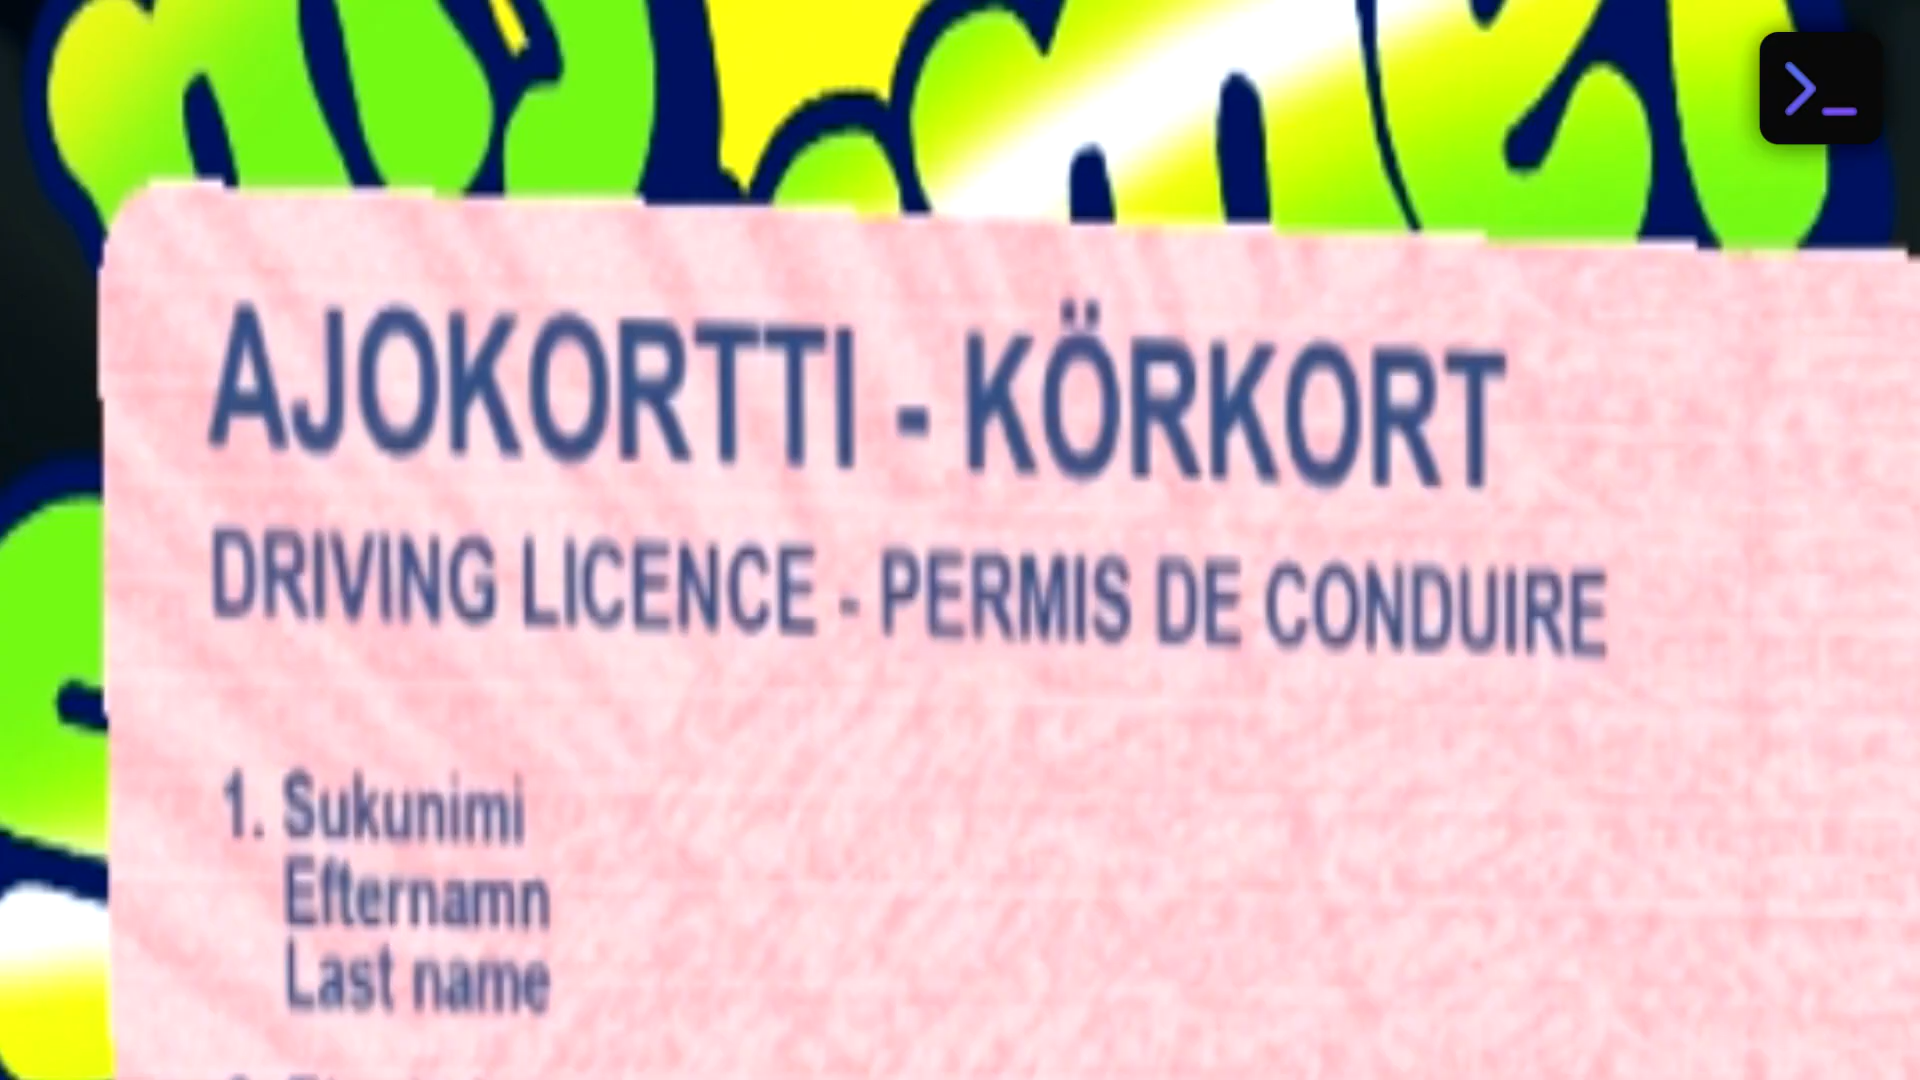 AJOKORTTI - KÖRKORT
DRIVING LICENCE - PERMIS DE CONDUIRE
1. Sukunimi
Efternamn
Last name